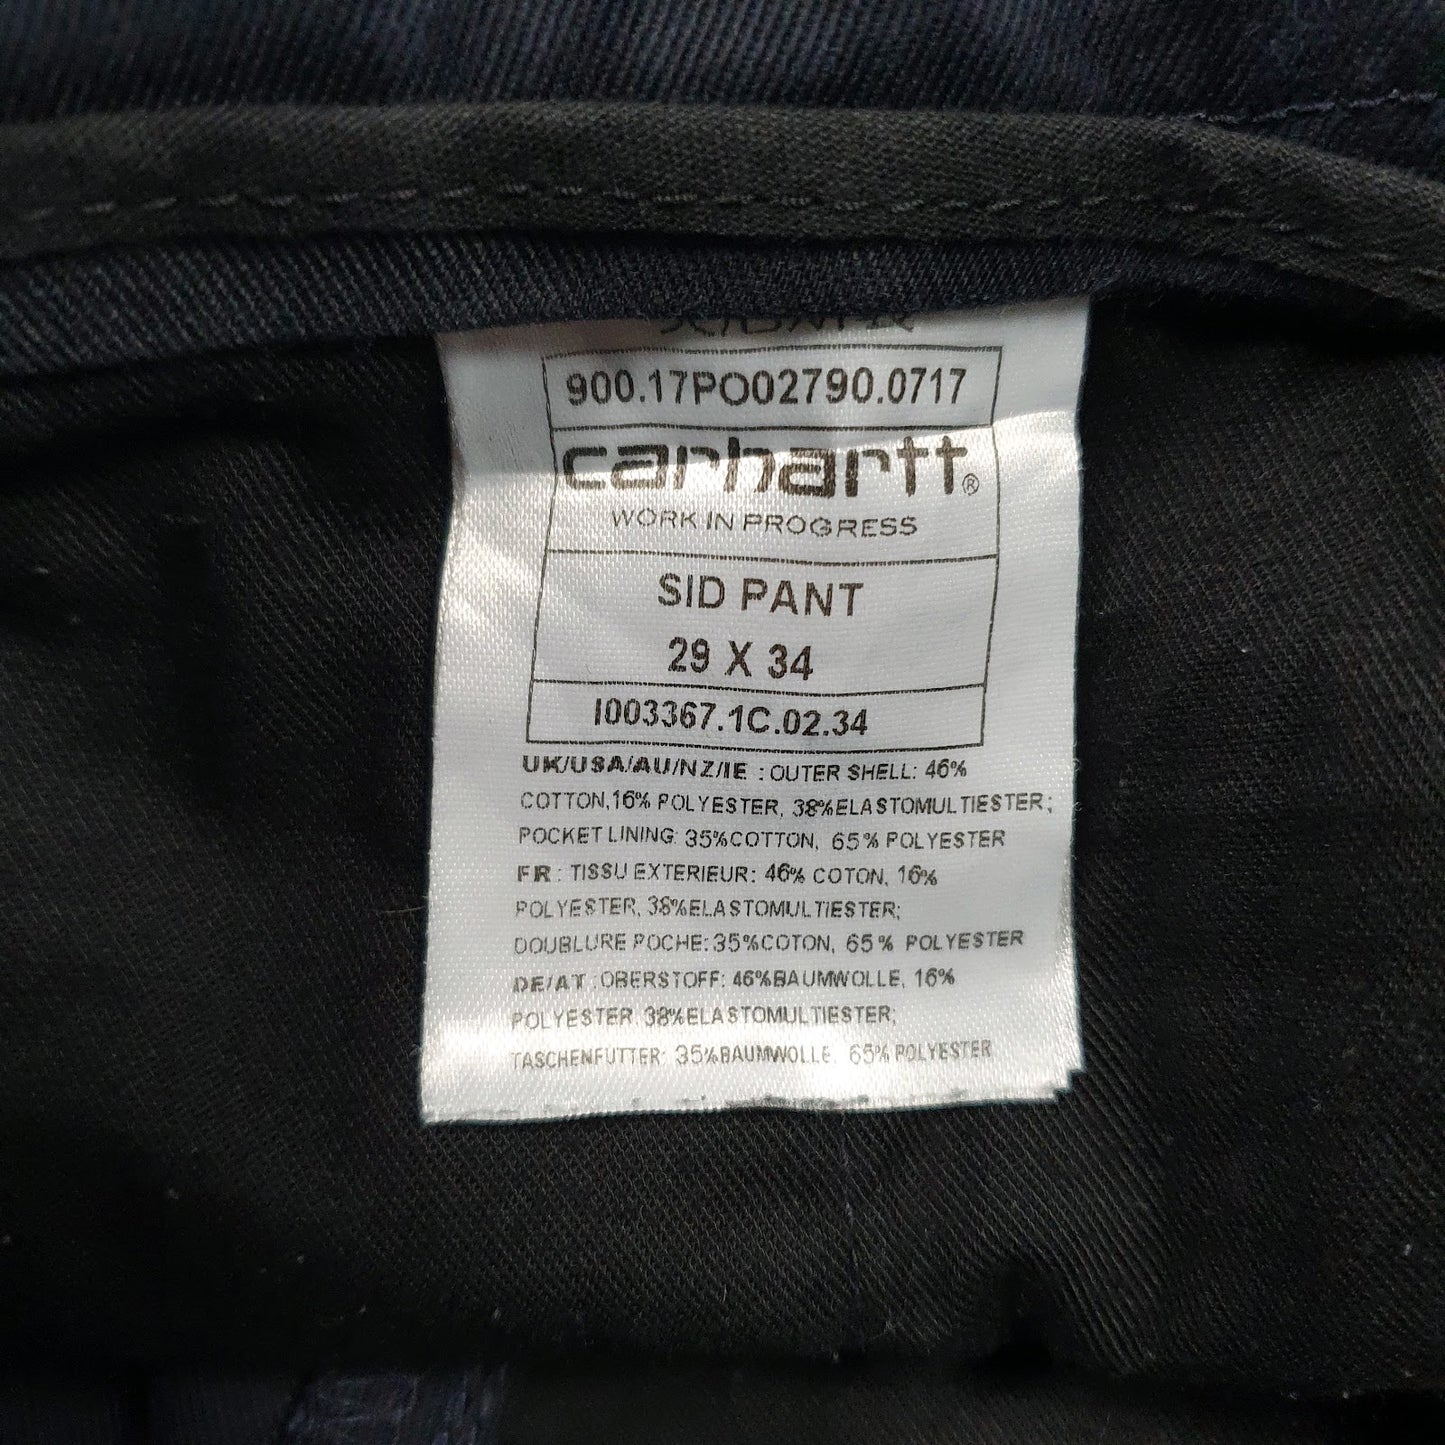 900.17PO02790.0717
carhartt®
WORK IN PROGRESS
SID PANT
29 X 34
I003367.1C.02.34
UK/USA/AU/NZ/IE : OUTER SHELL: 46%
COTTON,16% POLYESTER, 38%ELASTOMULTIESTER;
POCKET LINING: 35%COTTON, 65% POLYESTER
FR : TISSU EXTERIEUR: 46% COTON, 16%
POLYESTER, 38%ELASTOMULTIESTER;
DOUBLURE POCHE: 35%COTON, 65% POLYESTER
DE/AT :OBERSTOFF: 46%BAUMWOLLE, 16%
POLYESTER, 38%ELASTOMULTIESTER;
TASCHENFUTTER: 35%BAUMWOLLE, 65% POLYESTER